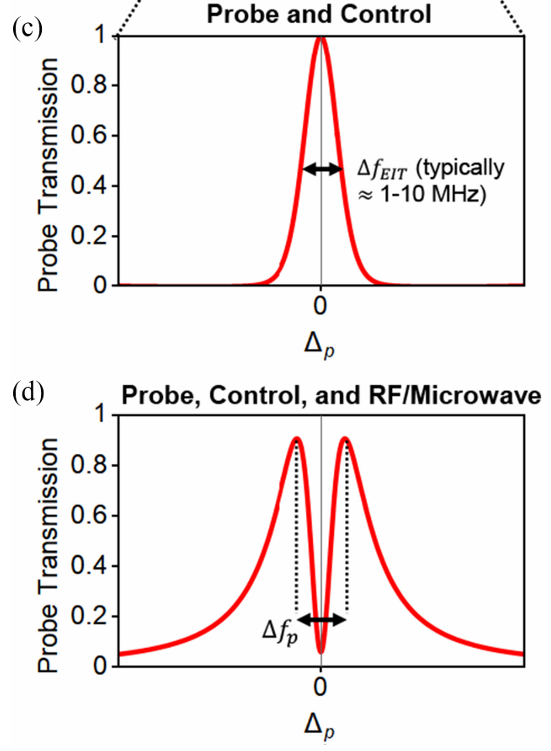 (c)
Probe and Control
Probe Transmission
1
0.8
0.6
0.4
0.2
0
Δf_EIT (typically
≈ 1-10 MHz)
0
Δ_p
(d)
Probe, Control, and RF/Microwave
Probe Transmission
1
0.8
0.6
0.4
0.2
0
Δf_p
0
Δ_p